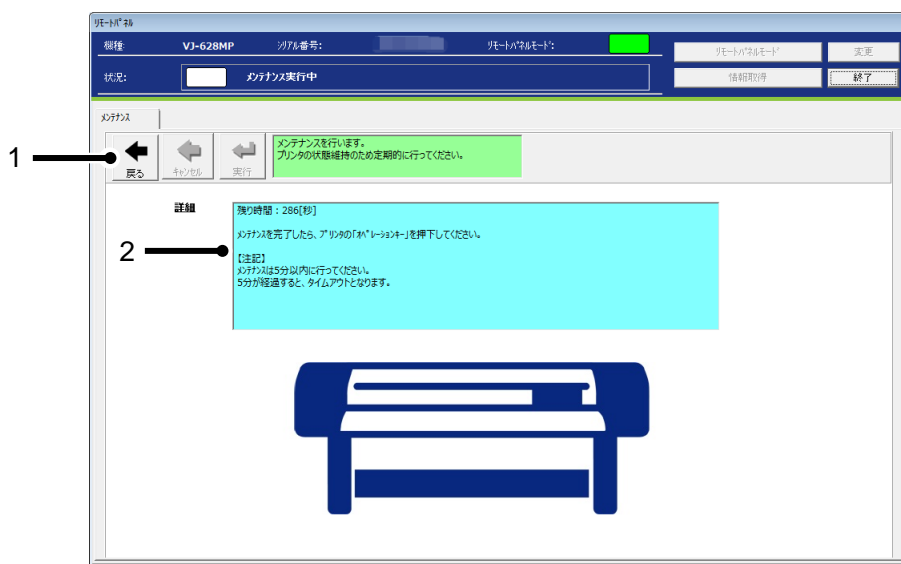 リモートパネル
機種 VJ-628MP シリアル番号: リモートパネルモード:
リモートパネルモード 変更
状況: メンテナンス実行中
情報取得 終了
メンテナンス
1
戻る キャンセル 実行
メンテナンスを行います。
プリンタの状態維持のため定期的に行ってください。
詳細
2
残り時間：286[秒]
メンテナンスを完了したら、プリンタの「オペレーションキー」を押下してください。
【注記】
メンテナンスは5分以内に行ってください。
5分が経過すると、タイムアウトとなります。